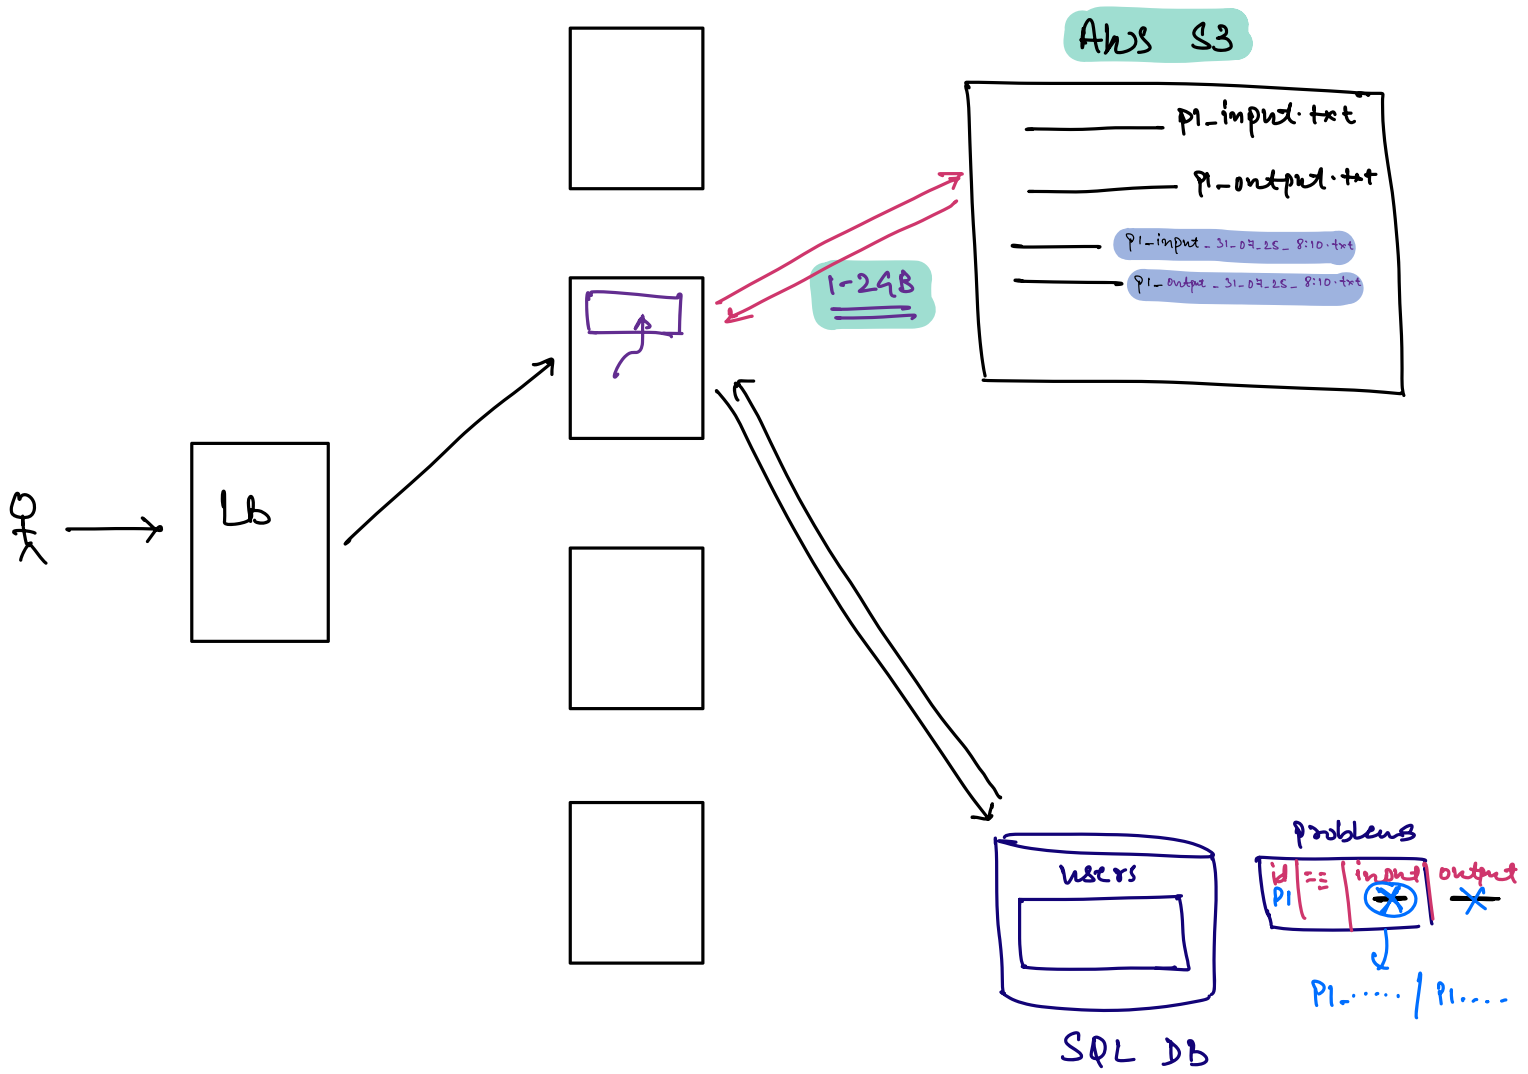 AWS S3
P1_input.txt
P1_output.txt
P1_input_31_07_25_8:10.txt
P1_output_31_07_25_8:10.txt
1-2GB
Lb
users
SQL DB
Problems
id == input output
P1
P1_...... / P1.....